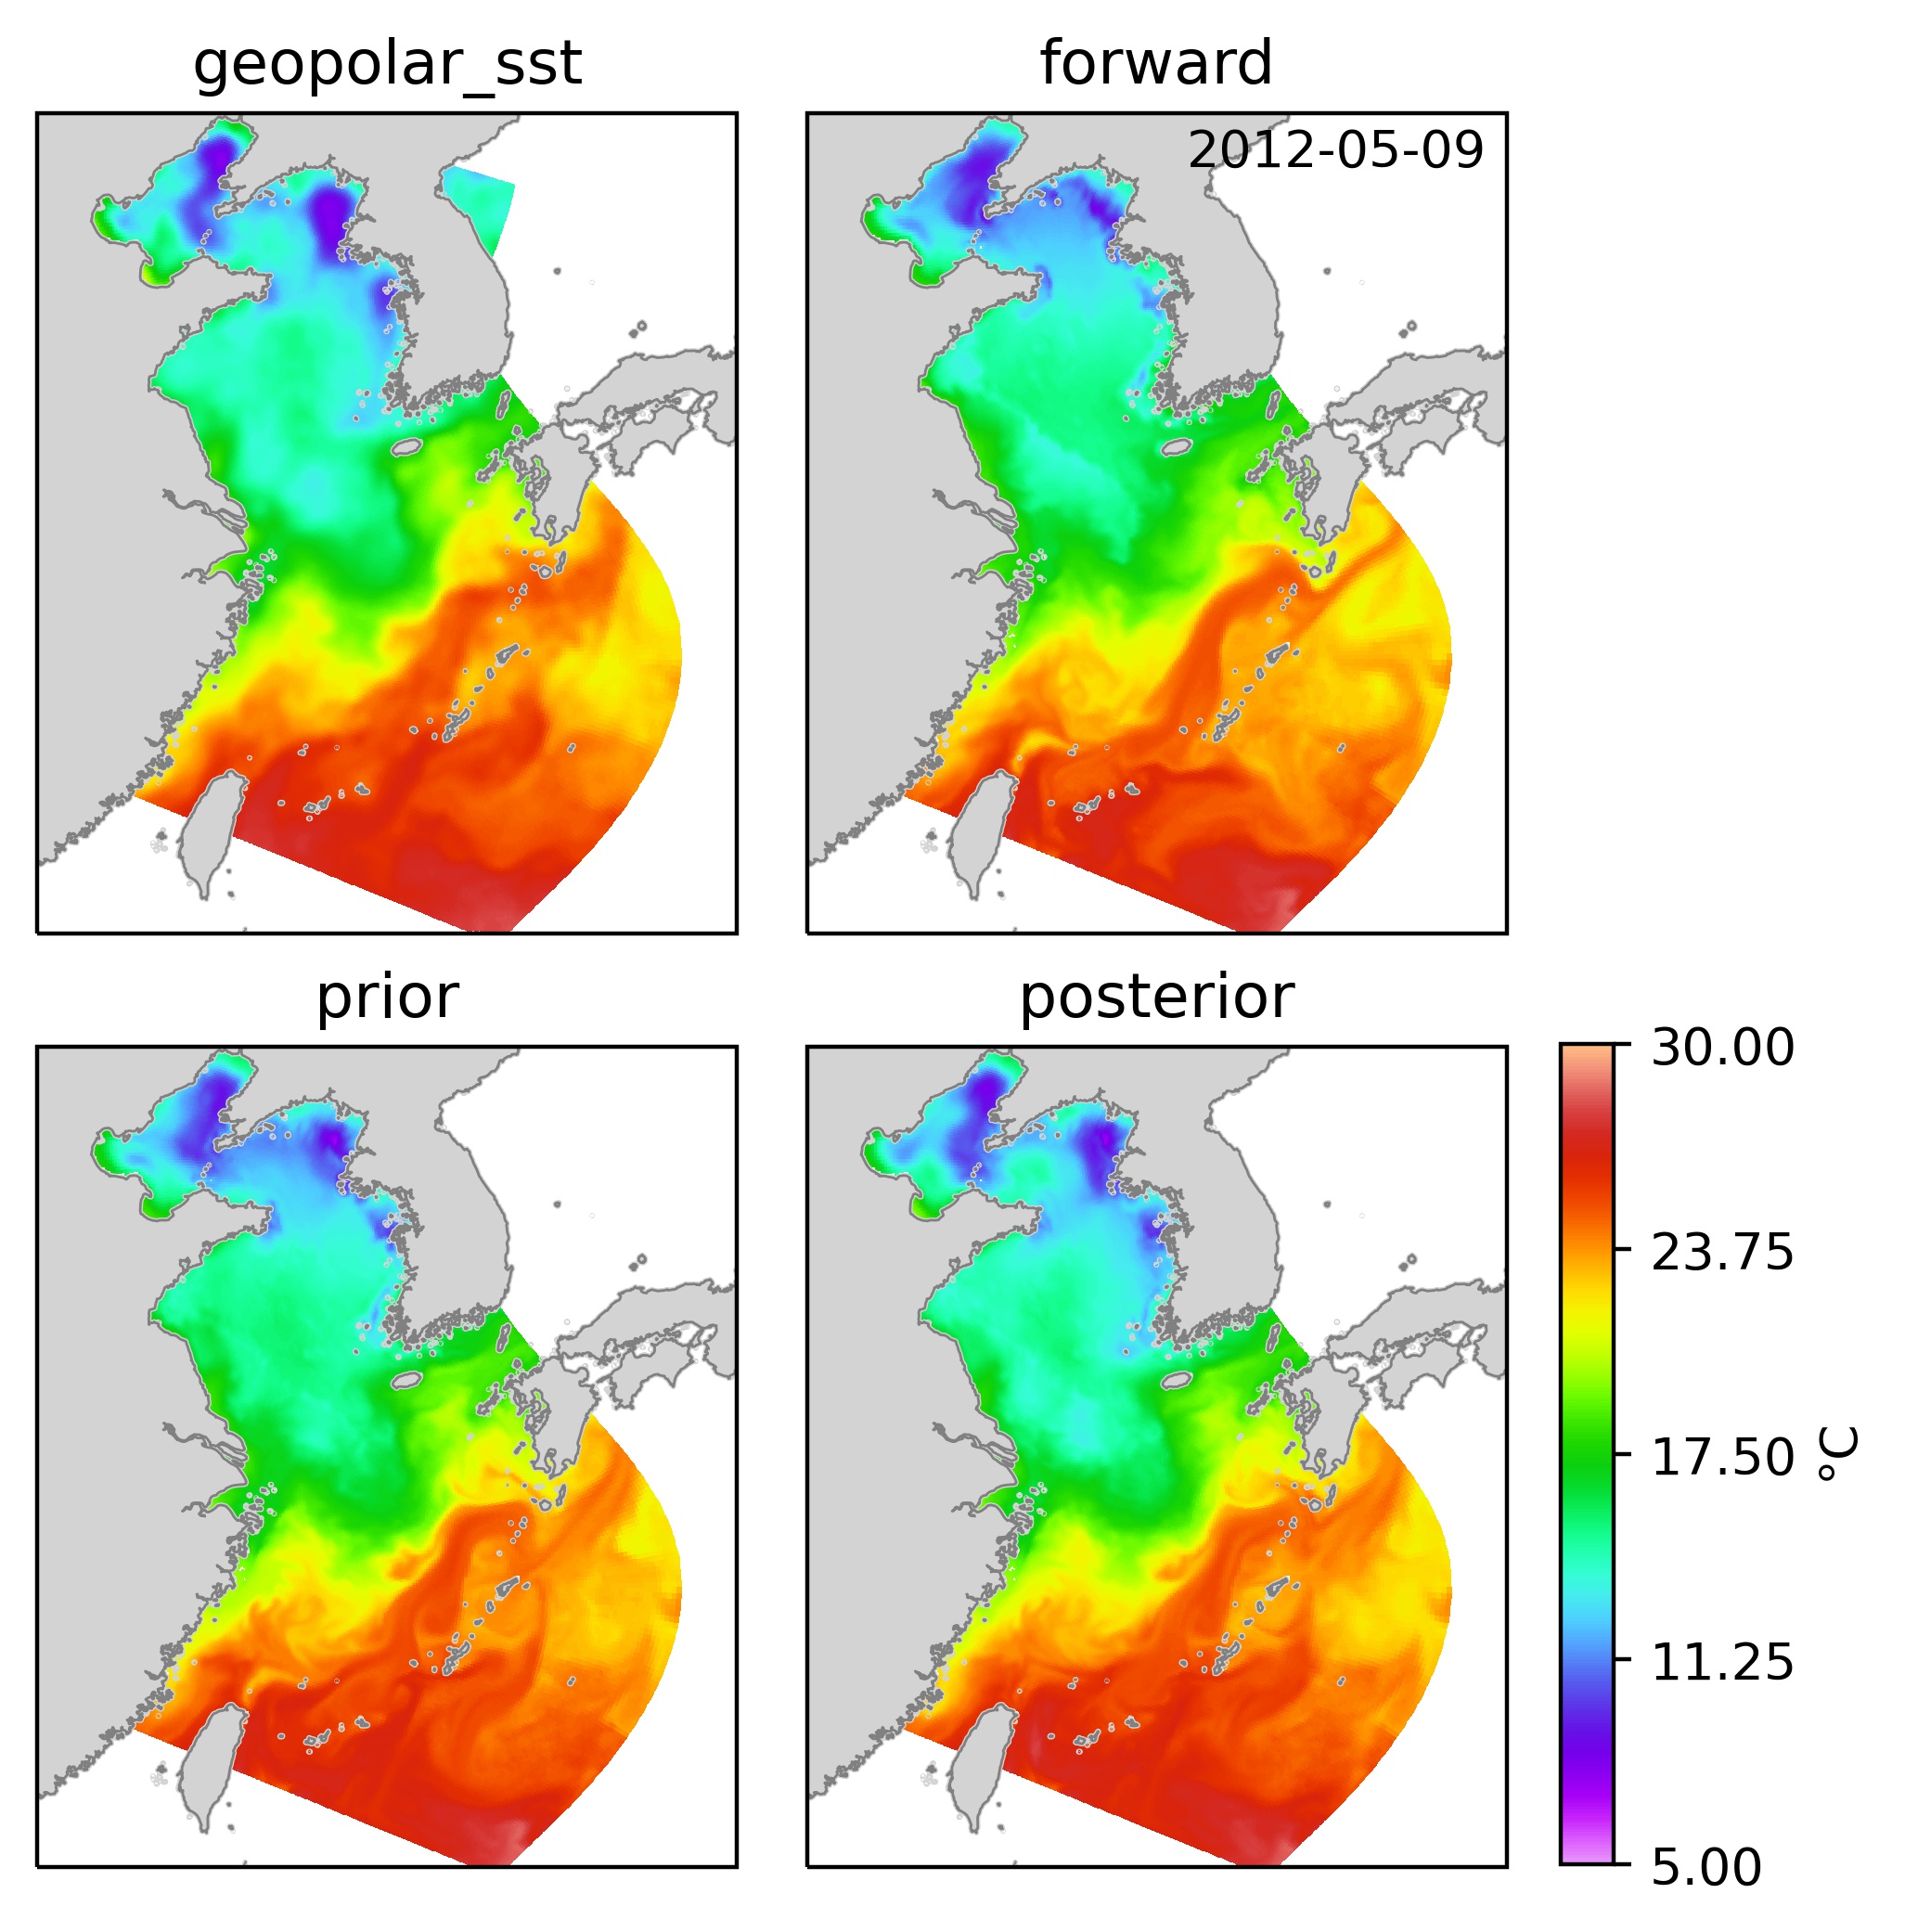 geopolar_sst
forward
2012-05-09
prior
posterior
30.00
23.75
17.50
11.25
5.00
°C